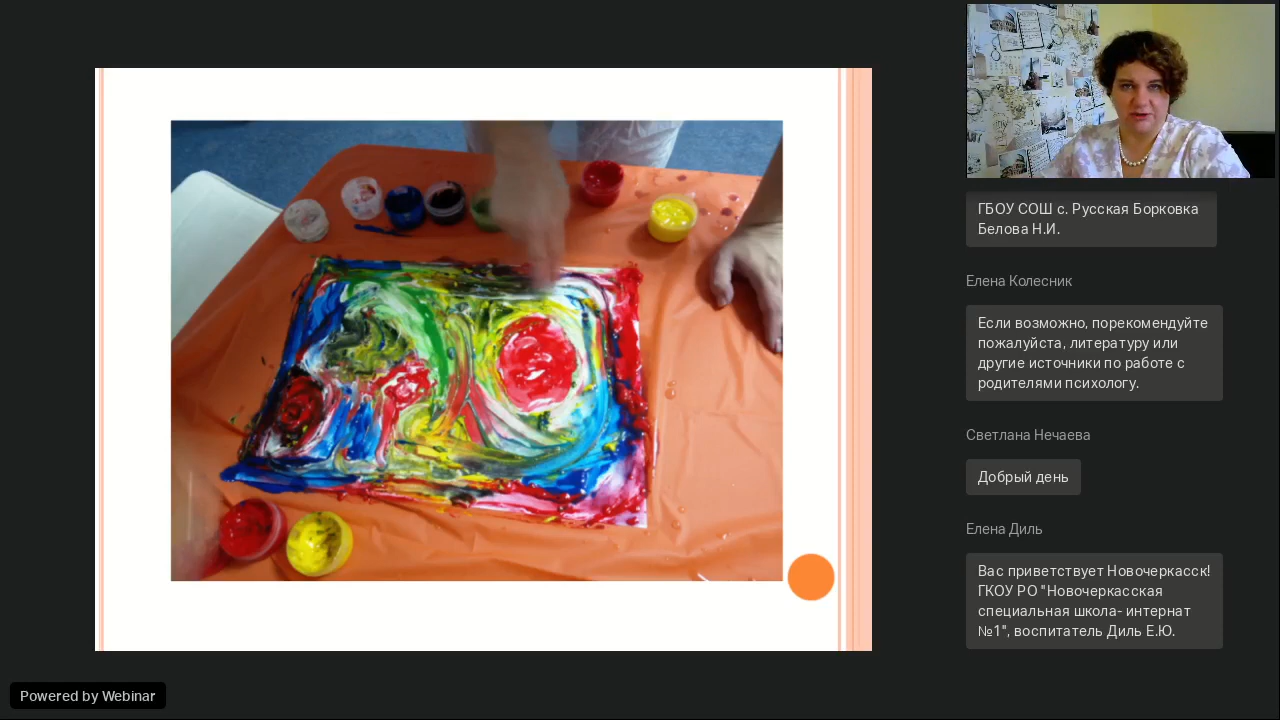 ГБОУ СОШ с. Русская Борковка
Белова Н.И.
Елена Колесник
Если возможно, порекомендуйте
пожалуйста, литературу или
другие источники по работе с
родителями психологу.
Светлана Нечаева
Добрый день
Елена Диль
Вас приветствует Новочеркасск!
ГКОУ РО "Новочеркасская
специальная школа- интернат
№1", воспитатель Диль Е.Ю.
Powered by Webinar